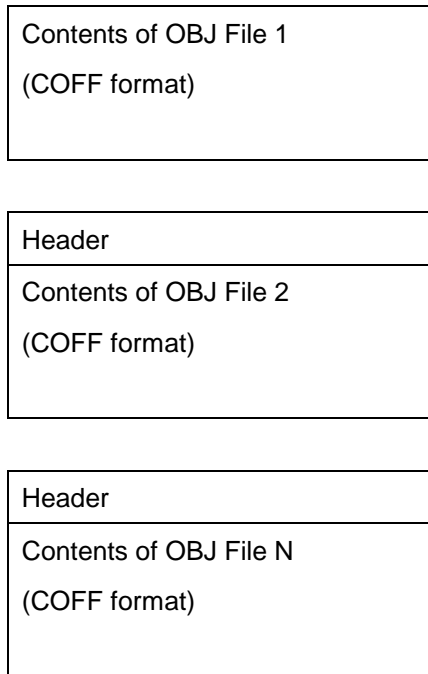 Contents of OBJ File 1
(COFF format)
Header
Contents of OBJ File 2
(COFF format)
Header
Contents of OBJ File N
(COFF format)